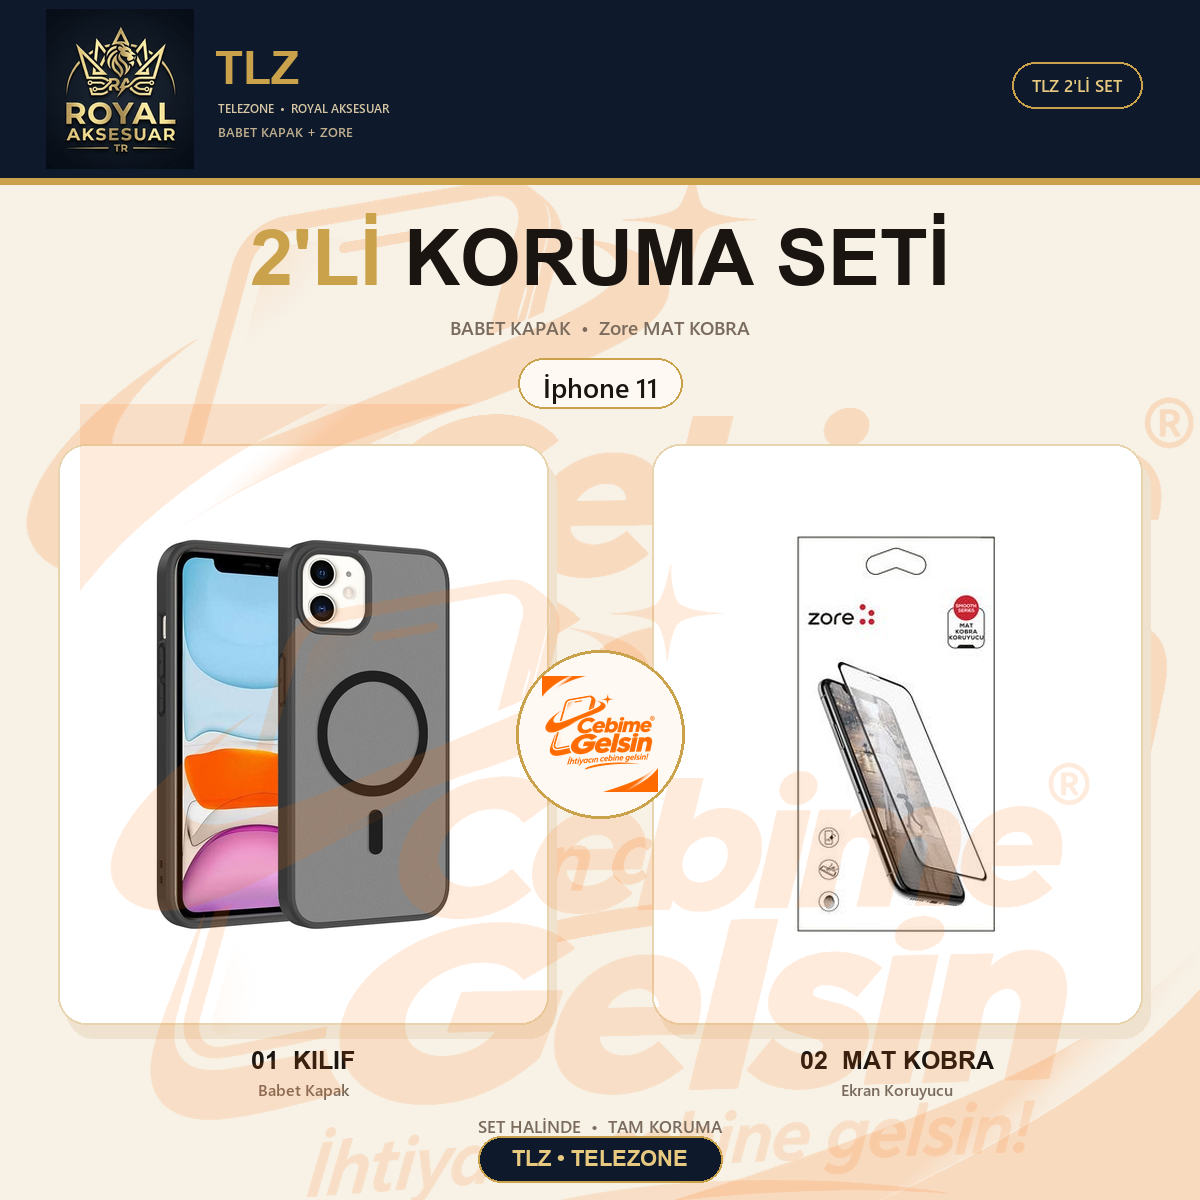 ROYAL
AKSESUAR
TR
TLZ
TELEZONE • ROYAL AKSESUAR
BABET KAPAK + ZORE
TLZ 2'Lİ SET
2'Lİ KORUMA SETİ
BABET KAPAK • Zore MAT KOBRA
İphone 11
zore
SMOOTH
SERIES
MAT
KOBRA
KORUYUCU
Cebime®
Gelsin
İhtiyacın cebine gelsin!
Cebime®
Gelsin
01 KILIF
Babet Kapak
02 MAT KOBRA
Ekran Koruyucu
SET HALİNDE • TAM KORUMA
TLZ • TELEZONE